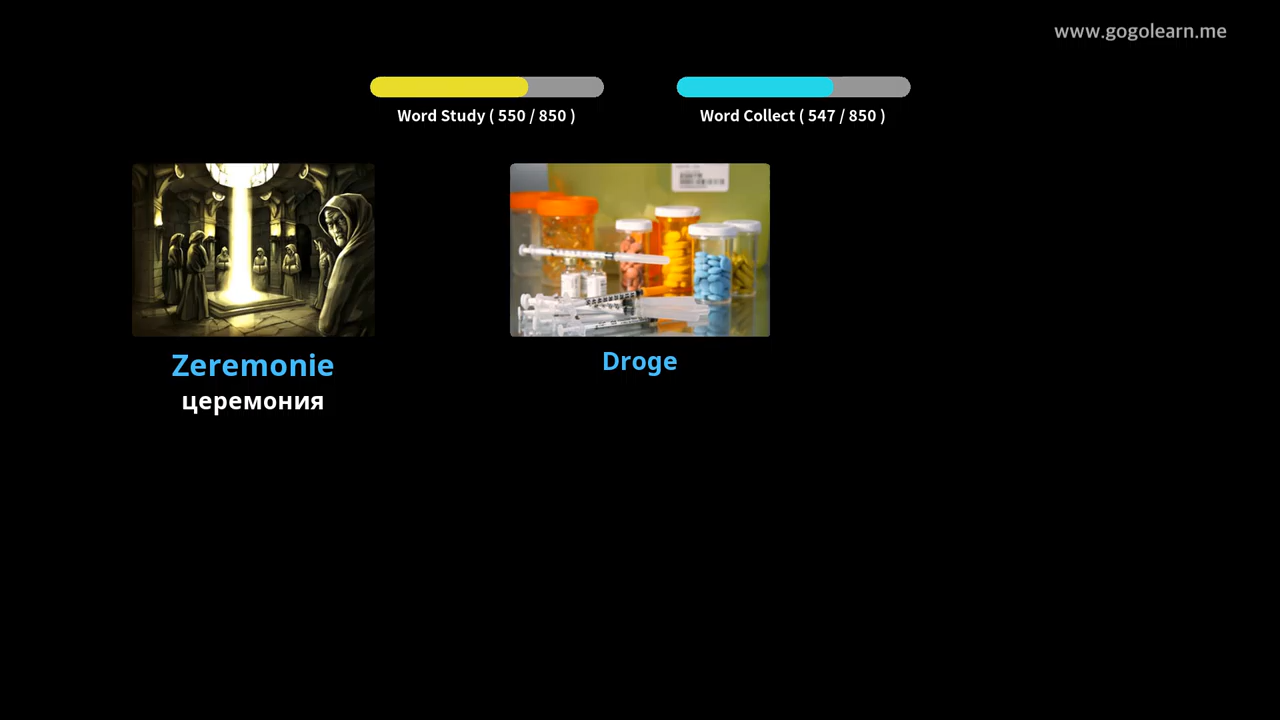 www.gogolearn.me
Word Study ( 550 / 850 )
Word Collect ( 547 / 850 )
Zeremonie
церемония
Droge